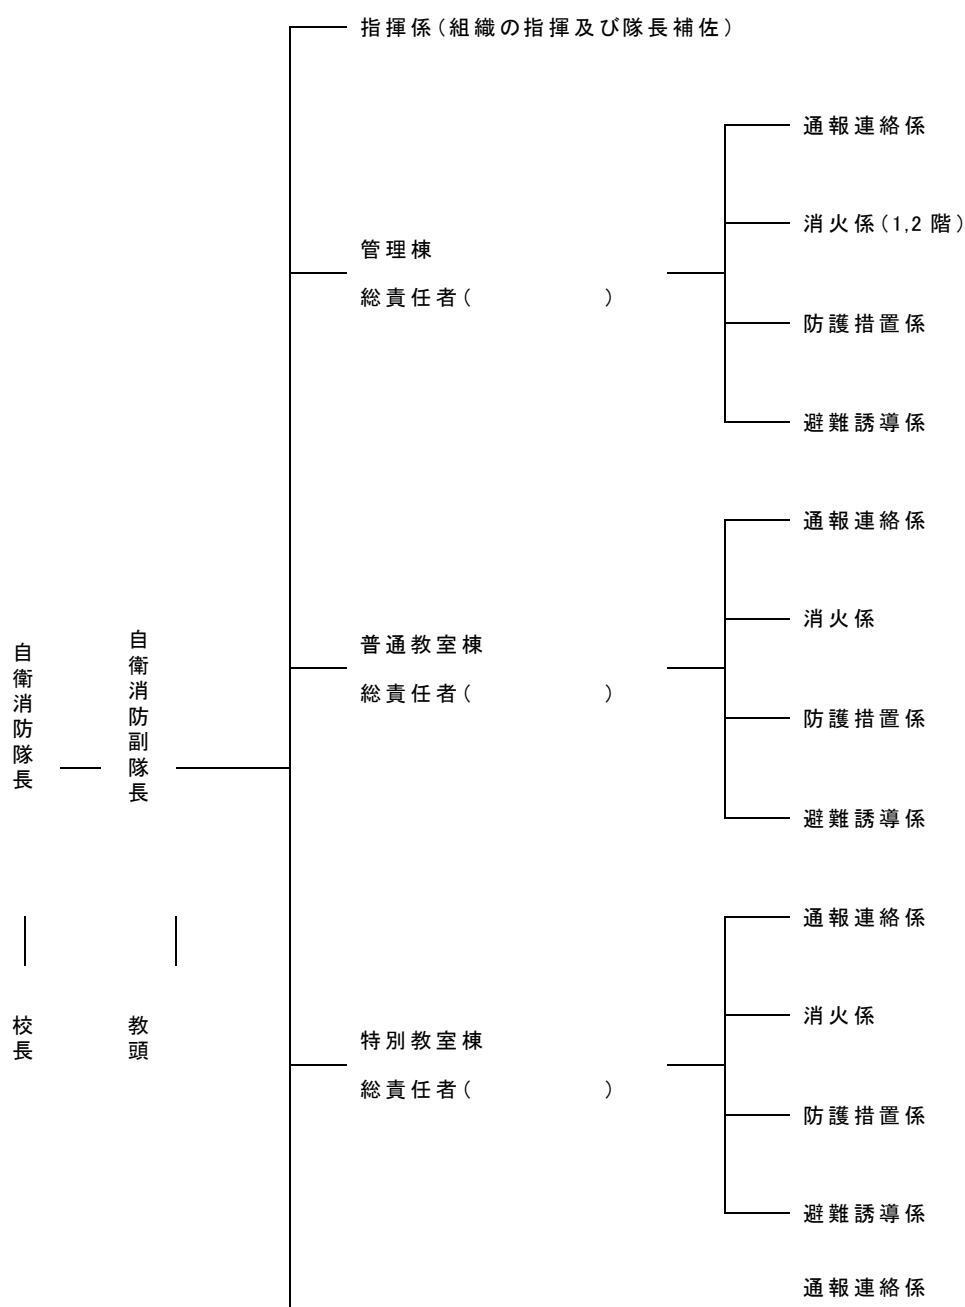 自衛消防隊長
校長
自衛消防副隊長
教頭
指揮係(組織の指揮及び隊長補佐)
管理棟
総責任者(　　　　　)
通報連絡係
消火係(1,2 階)
防護措置係
避難誘導係
普通教室棟
総責任者(　　　　　)
通報連絡係
消火係
防護措置係
避難誘導係
特別教室棟
総責任者(　　　　　)
通報連絡係
消火係
防護措置係
避難誘導係
通報連絡係